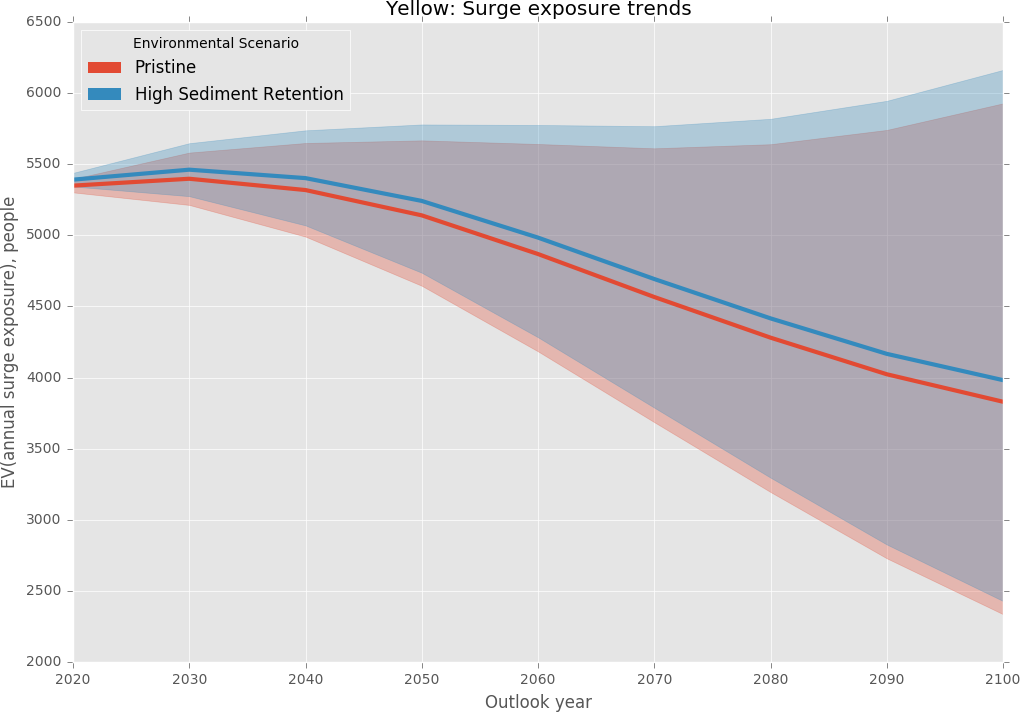 Yellow: Surge exposure trends
Environmental Scenario
Pristine
High Sediment Retention
EV(annual surge exposure), people
6500
6000
5500
5000
4500
4000
3500
3000
2500
2000
2020 2030 2040 2050 2060 2070 2080 2090 2100
Outlook year